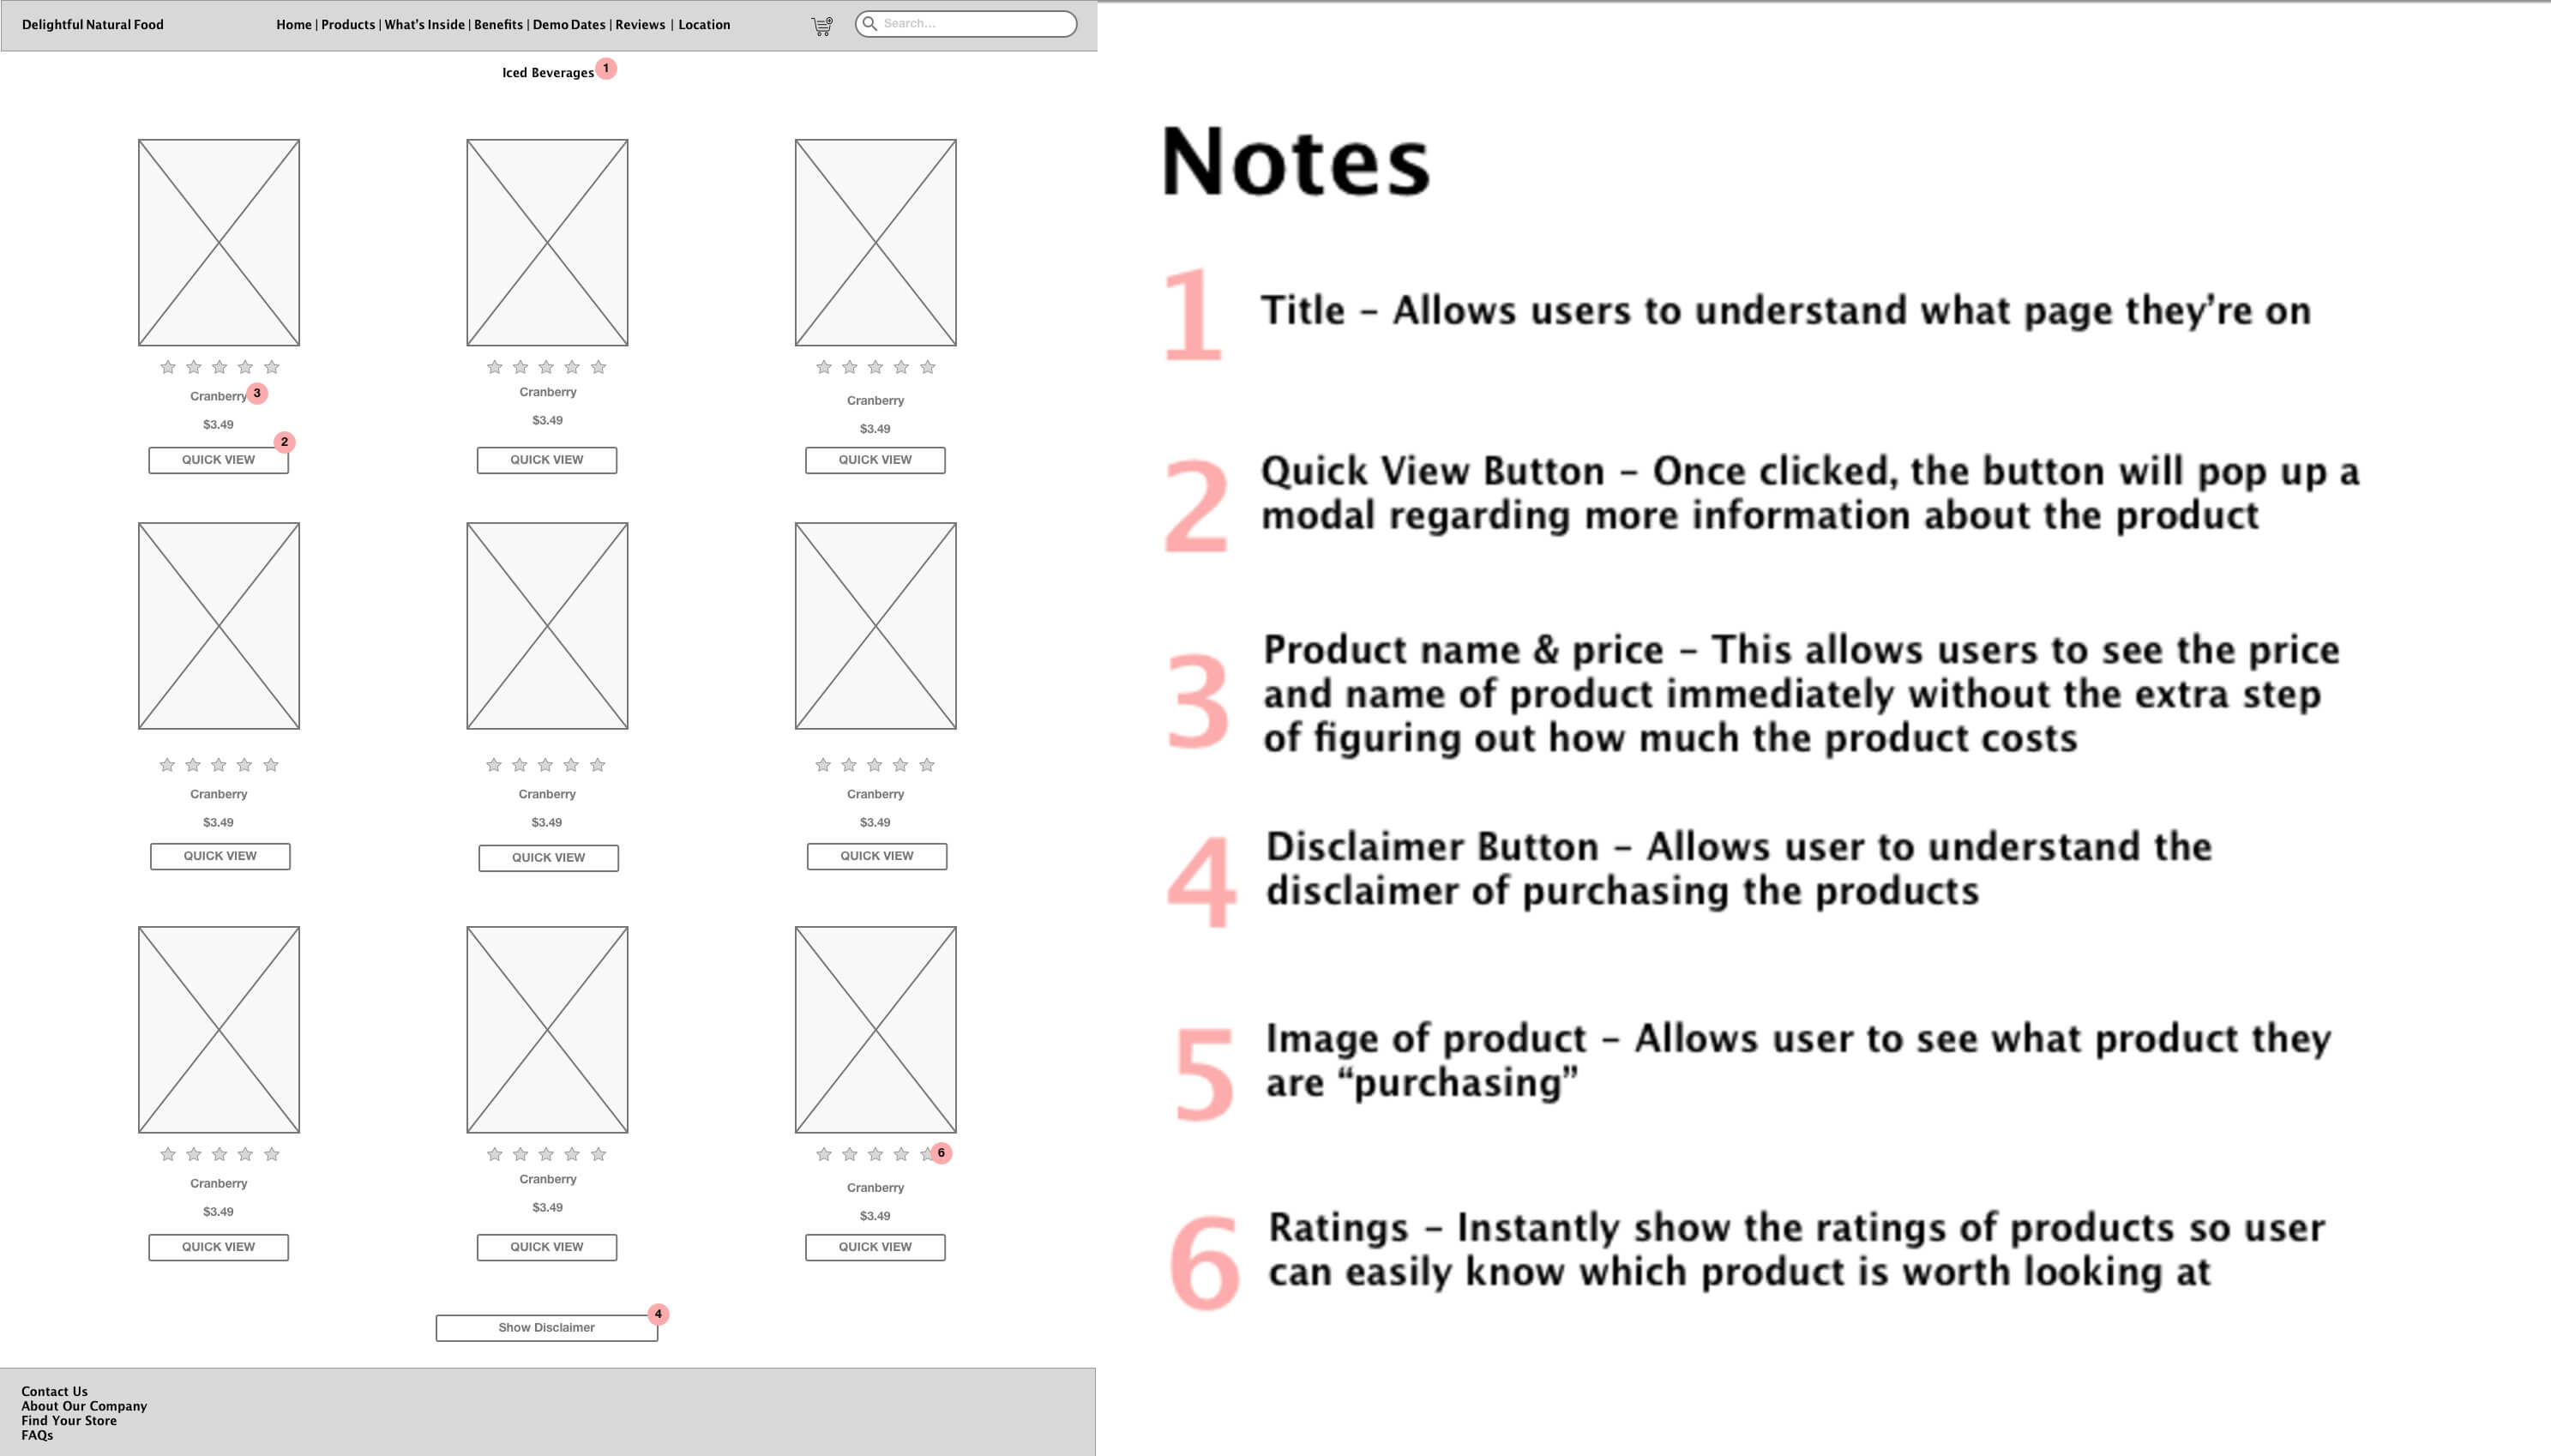 Delightful Natural Food
Home | Products | What's Inside | Benefits | Demo Dates | Reviews | Location
Search...
Iced Beverages 1
Cranberry 3
$3.49
2
QUICK VIEW
Cranberry
$3.49
QUICK VIEW
Cranberry
$3.49
QUICK VIEW
Cranberry
$3.49
QUICK VIEW
Cranberry
$3.49
QUICK VIEW
Cranberry
$3.49
QUICK VIEW
Cranberry
$3.49
QUICK VIEW
Cranberry
$3.49
QUICK VIEW
6
Cranberry
$3.49
QUICK VIEW
4
Show Disclaimer
Contact Us
About Our Company
Find Your Store
FAQs
Notes
1
Title – Allows users to understand what page they’re on
2
Quick View Button – Once clicked, the button will pop up a
modal regarding more information about the product
3
Product name & price – This allows users to see the price
and name of product immediately without the extra step
of figuring out how much the product costs
4
Disclaimer Button – Allows user to understand the
disclaimer of purchasing the products
5
Image of product – Allows user to see what product they
are “purchasing”
6
Ratings – Instantly show the ratings of products so user
can easily know which product is worth looking at